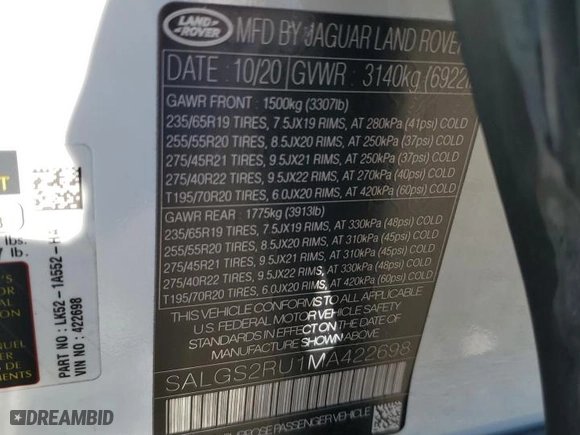 LAND
ROVER
MFD BY JAGUAR LAND ROVER
DATE : 10/20 GVWR : 3140kg (6922
GAWR FRONT : 1500kg (3307lb)
235/65R19 TIRES, 7.5JX19 RIMS, AT 280kPa (41psi) COLD
255/55R20 TIRES, 8.5JX20 RIMS, AT 250kPa (37psi) COLD
275/45R21 TIRES, 9.5JX21 RIMS, AT 250kPa (37psi) COLD
275/40R22 TIRES, 9.5JX22 RIMS, AT 270kPa (40psi) COLD
T195/70R20 TIRES, 6.0JX20 RIMS, AT 420kPa (60psi) COLD
GAWR REAR : 1775kg (3913lb)
235/65R19 TIRES, 7.5JX19 RIMS, AT 330kPa (48psi) COLD
255/55R20 TIRES, 8.5JX20 RIMS, AT 310kPa (45psi) COLD
275/45R21 TIRES, 9.5JX21 RIMS, AT 310kPa (45psi) COLD
275/40R22 TIRES, 9.5JX22 RIMS, AT 330kPa (48psi) COLD
T195/70R20 TIRES, 6.0JX20 RIMS, AT 420kPa (60psi) COLD
THIS VEHICLE CONFORMS TO ALL APPLICABLE
U.S. FEDERAL MOTOR VEHICLE SAFETY
STANDARDS IN EFFECT ON THE DATE OF
MANUFACTURE SHOWN ABOVE
SALGS2RU1MA422698
PURPOSE PASSENGER VEHICLE
lbs.
lb.
PART NO : LK52-1A552-HA
VIN NO : 422698
DREAMBID